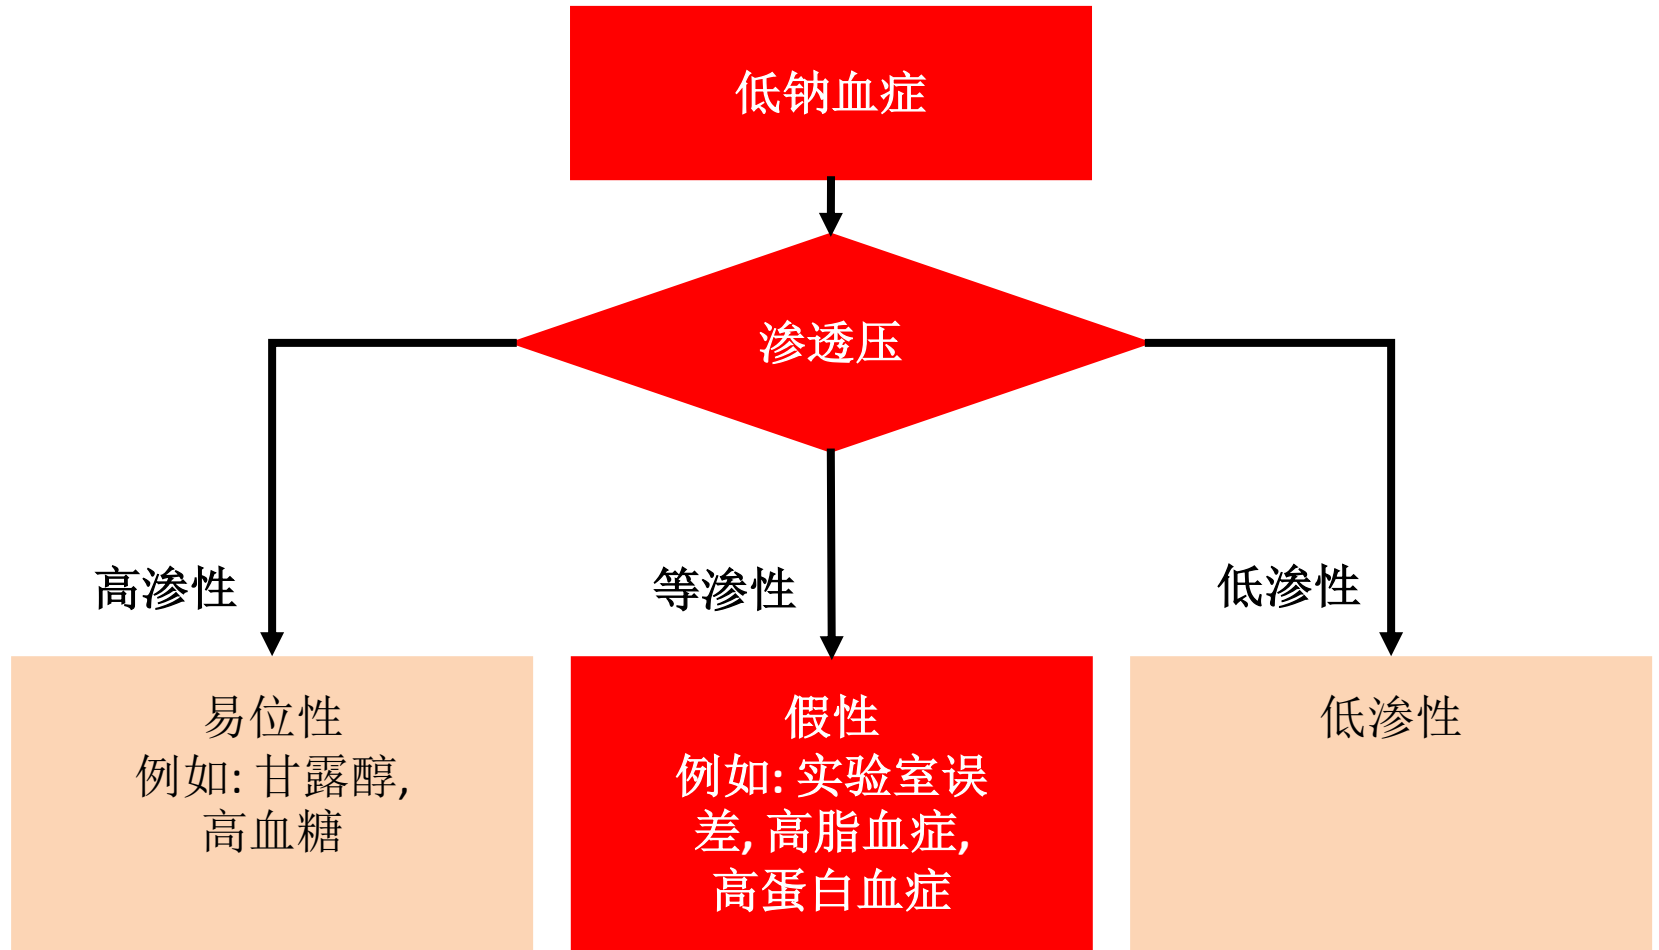 低钠血症
渗透压
高渗性
等渗性
低渗性
易位性
例如: 甘露醇,
高血糖
假性
例如: 实验室误
差, 高脂血症,
高蛋白血症
低渗性